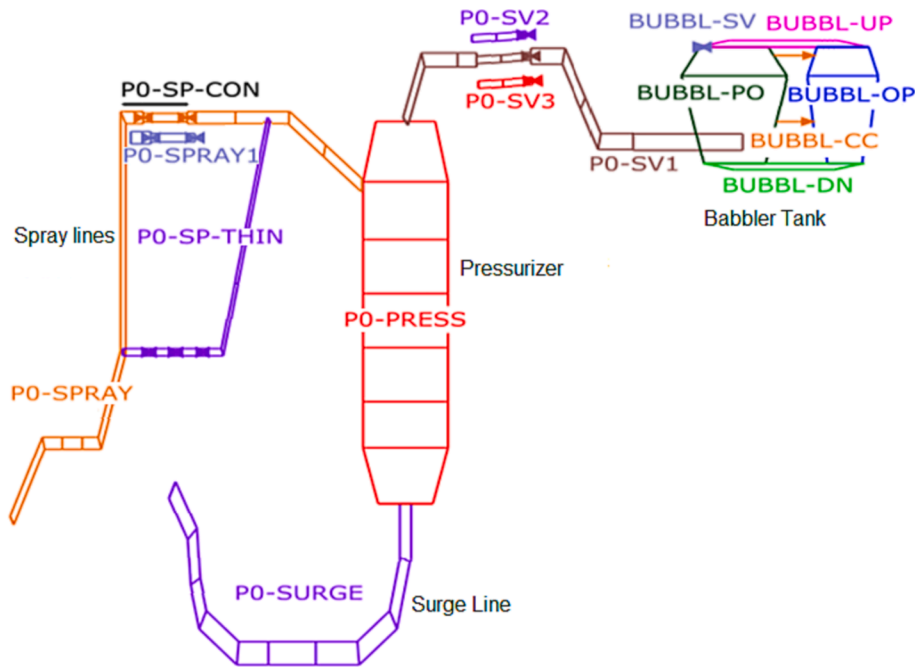 P0-SV2
BUBBL-SV
BUBBL-UP
P0-SP-CON
BUBBL-PO
BUBBL-OP
P0-SV3
P0-SPRAY1
BUBBL-CC
P0-SV1
BUBBL-DN
Babbler Tank
Spray lines
P0-SP-THIN
Pressurizer
P0-PRESS
P0-SPRAY
P0-SURGE
Surge Line